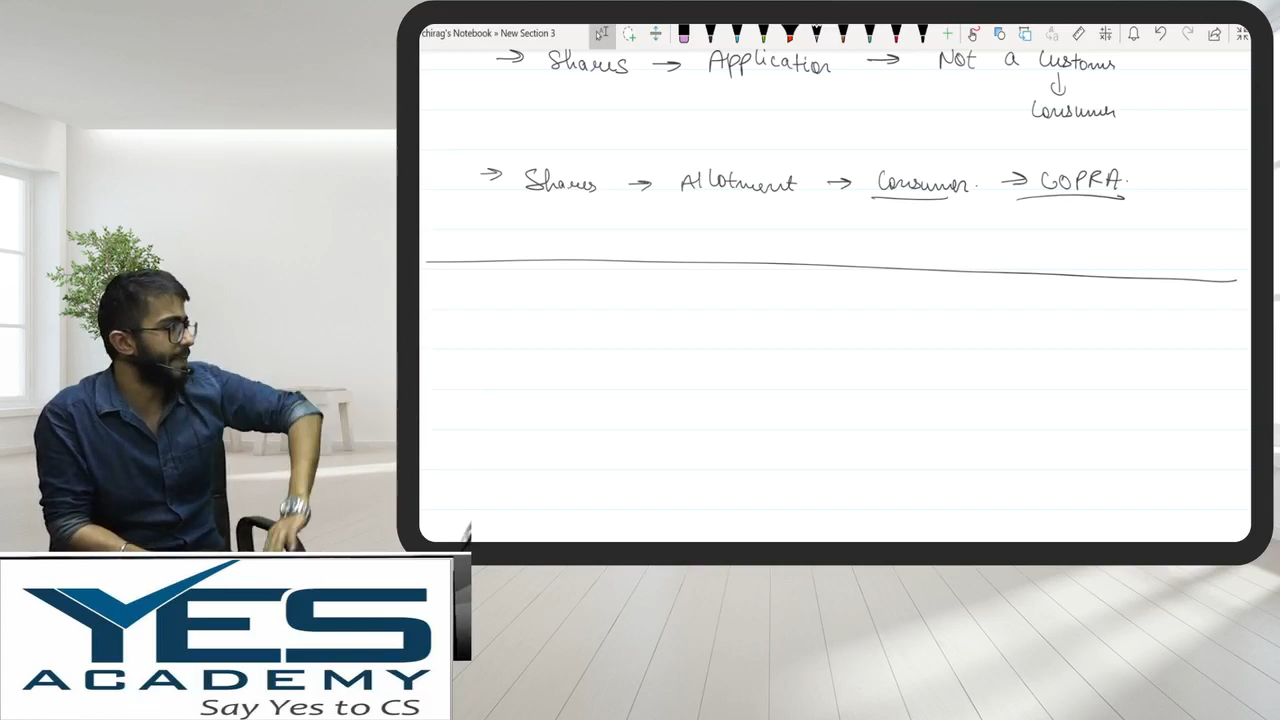 chirag's Notebook » New Section 3
→ Shares → Application → Not a Customer
↓
Consumer
→ Shares → Allotment → Consumer. → COPRA.
YES
ACADEMY
Say Yes to CS